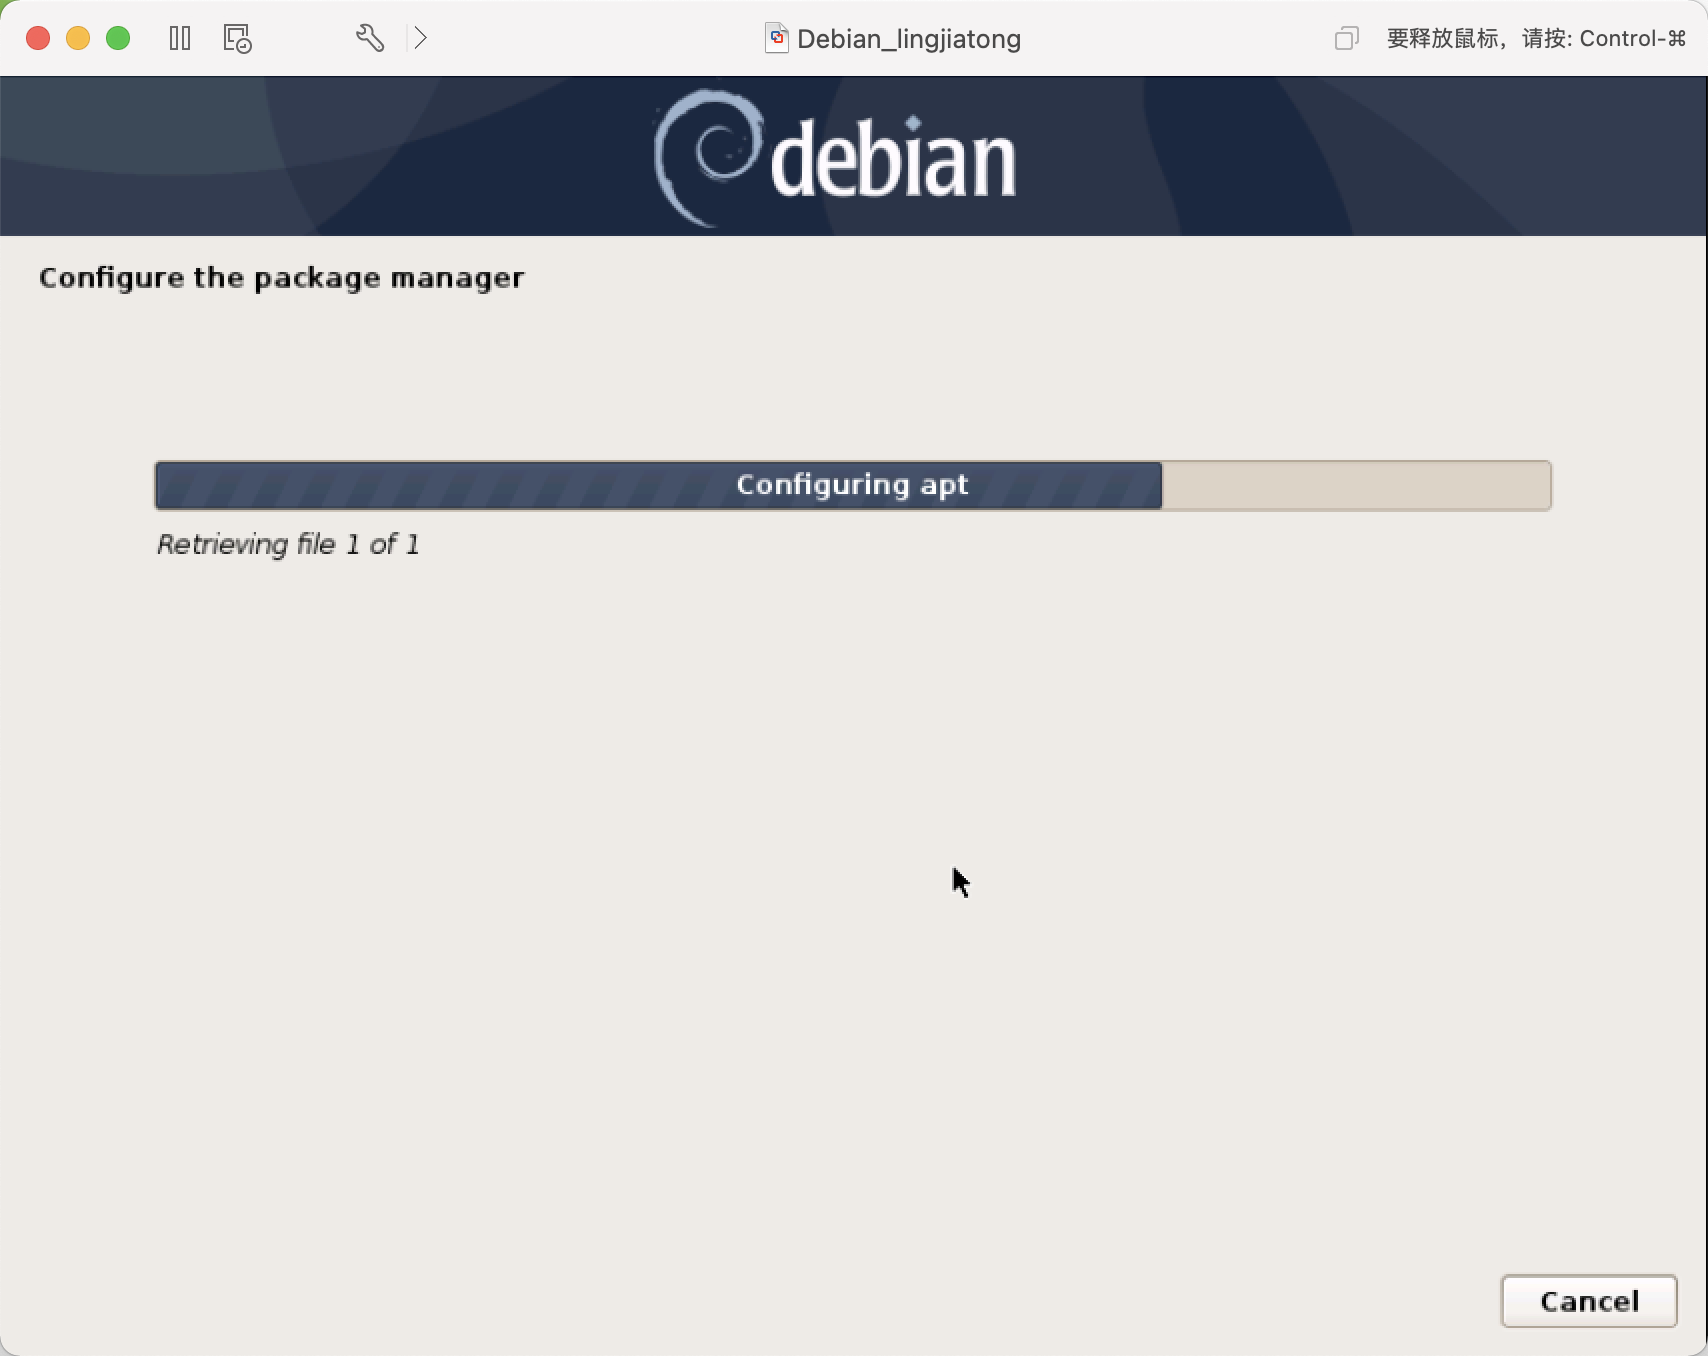 Debian_lingjiatong
要释放鼠标，请按: Control-⌘
debian
Configure the package manager
Configuring apt
Retrieving file 1 of 1
Cancel